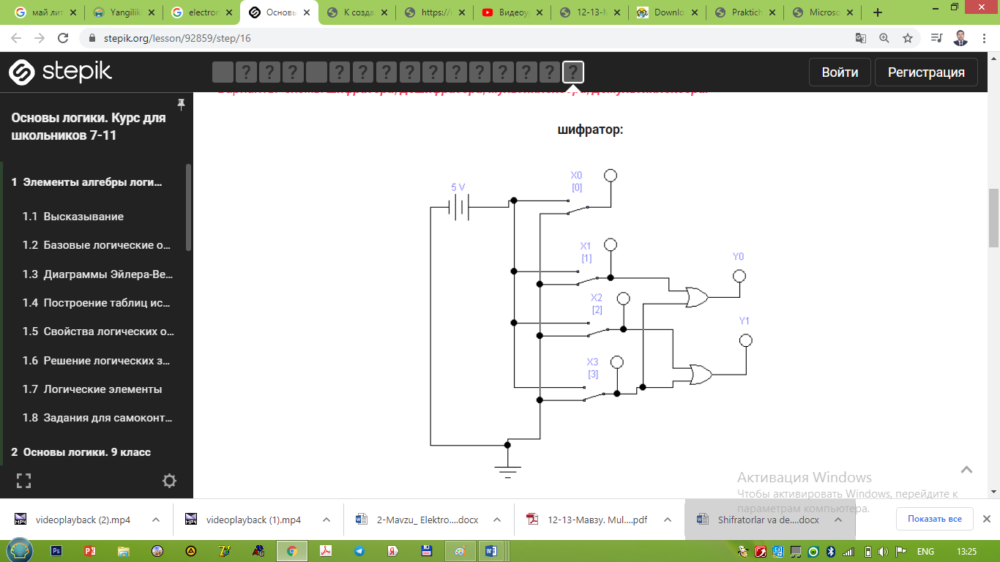 май лит
Yangilik
electron
Основы
К созда
https://
Видеоу
12-13-М
Downlo
Praktich
Microso
stepik.org/lesson/92859/step/16
stepik
? ? ? ? ? ? ? ? ? ? ? ? ? ?
Войти
Регистрация
Основы логики. Курс для
школьников 7-11
1 Элементы алгебры логи...
1.1 Высказывание
1.2 Базовые логические о...
1.3 Диаграммы Эйлера-Ве...
1.4 Построение таблиц ис...
1.5 Свойства логических о...
1.6 Решение логических з...
1.7 Логические элементы
1.8 Задания для самоконт...
2 Основы логики. 9 класс
шифратор:
5 V
X0
[0]
X1
[1]
X2
[2]
X3
[3]
Y0
Y1
Активация Windows
Чтобы активировать Windows, перейдите к
параметрам компьютера.
videoplayback (2).mp4
videoplayback (1).mp4
2-Mavzu_ Elektro....docx
12-13-Мавзу. Mul....pdf
Shifratorlar va de....docx
Показать все
ENG
13:25